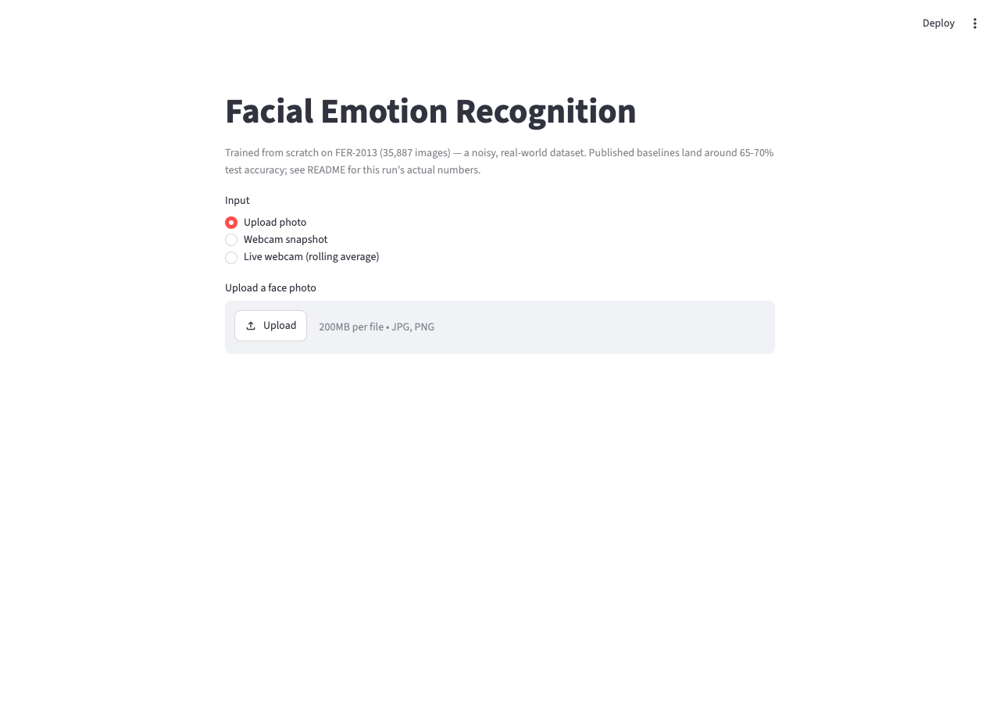 Deploy
Facial Emotion Recognition
Trained from scratch on FER-2013 (35,887 images) — a noisy, real-world dataset. Published baselines land around 65-70%
test accuracy; see README for this run's actual numbers.
Input
Upload photo
Webcam snapshot
Live webcam (rolling average)
Upload a face photo
Upload
200MB per file • JPG, PNG